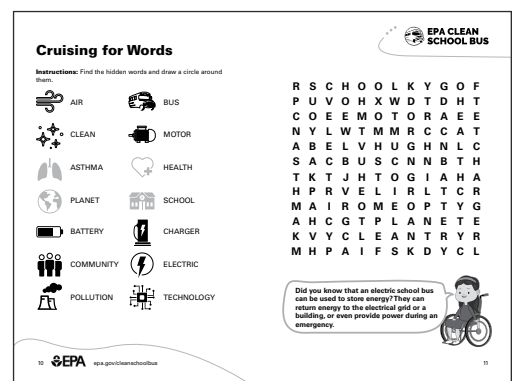 EPA CLEAN
SCHOOL BUS
Cruising for Words
Instructions: Find the hidden words and draw a circle around
them.
AIR
BUS
CLEAN
MOTOR
ASTHMA
HEALTH
PLANET
SCHOOL
BATTERY
CHARGER
COMMUNITY
ELECTRIC
POLLUTION
TECHNOLOGY
10 EPA epa.gov/cleanschoolbus
R S C H O O L K Y G O F
P U V O H X W D T D H T
C O E E M O T O R A E E
N Y L W T M M R C C A T
A B E L V H U G H N L C
S A C B U S C N N B T H
T K T J H T O G I A H A
H P R V E L I R L T C R
M A I R O M E O P T Y G
A H C G T P L A N E T E
K V Y C L E A N T R Y R
M H P A I F S K D Y C L
Did you know that an electric school bus
can be used to store energy? They can
return energy to the electrical grid or a
building, or even provide power during an
emergency.
11